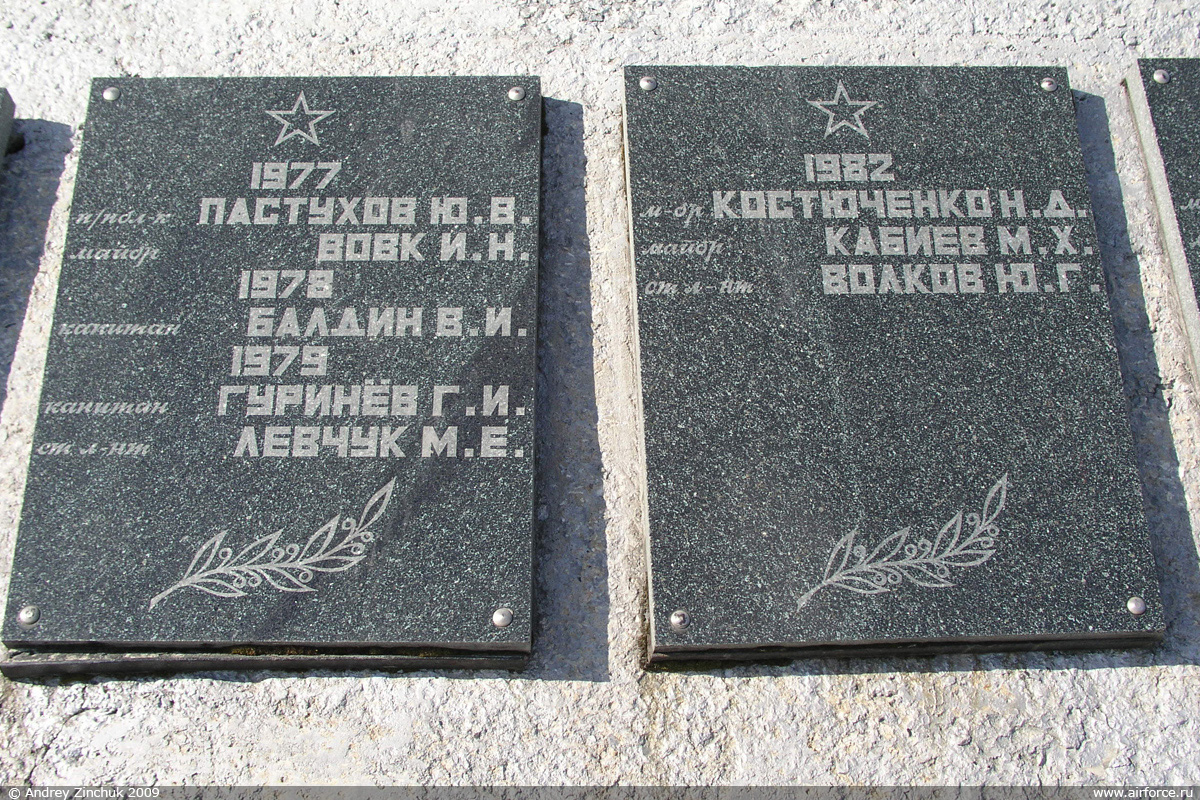 1977
п/пол-к ПАСТУХОВ Ю.В.
майор ВОВК И.Н.
1978
капитан БАЛДИН В.И.
1979
капитан ГУРИНЁВ Г.И.
ст л-нт ЛЕВЧУК М.Е.
1982
м-ор КОСТЮЧЕНКО Н.Д.
майор КАБИЕВ М.Х.
ст л-нт ВОЛКОВ Ю.Г.
© Andrey Zinchuk 2009
www.airforce.ru